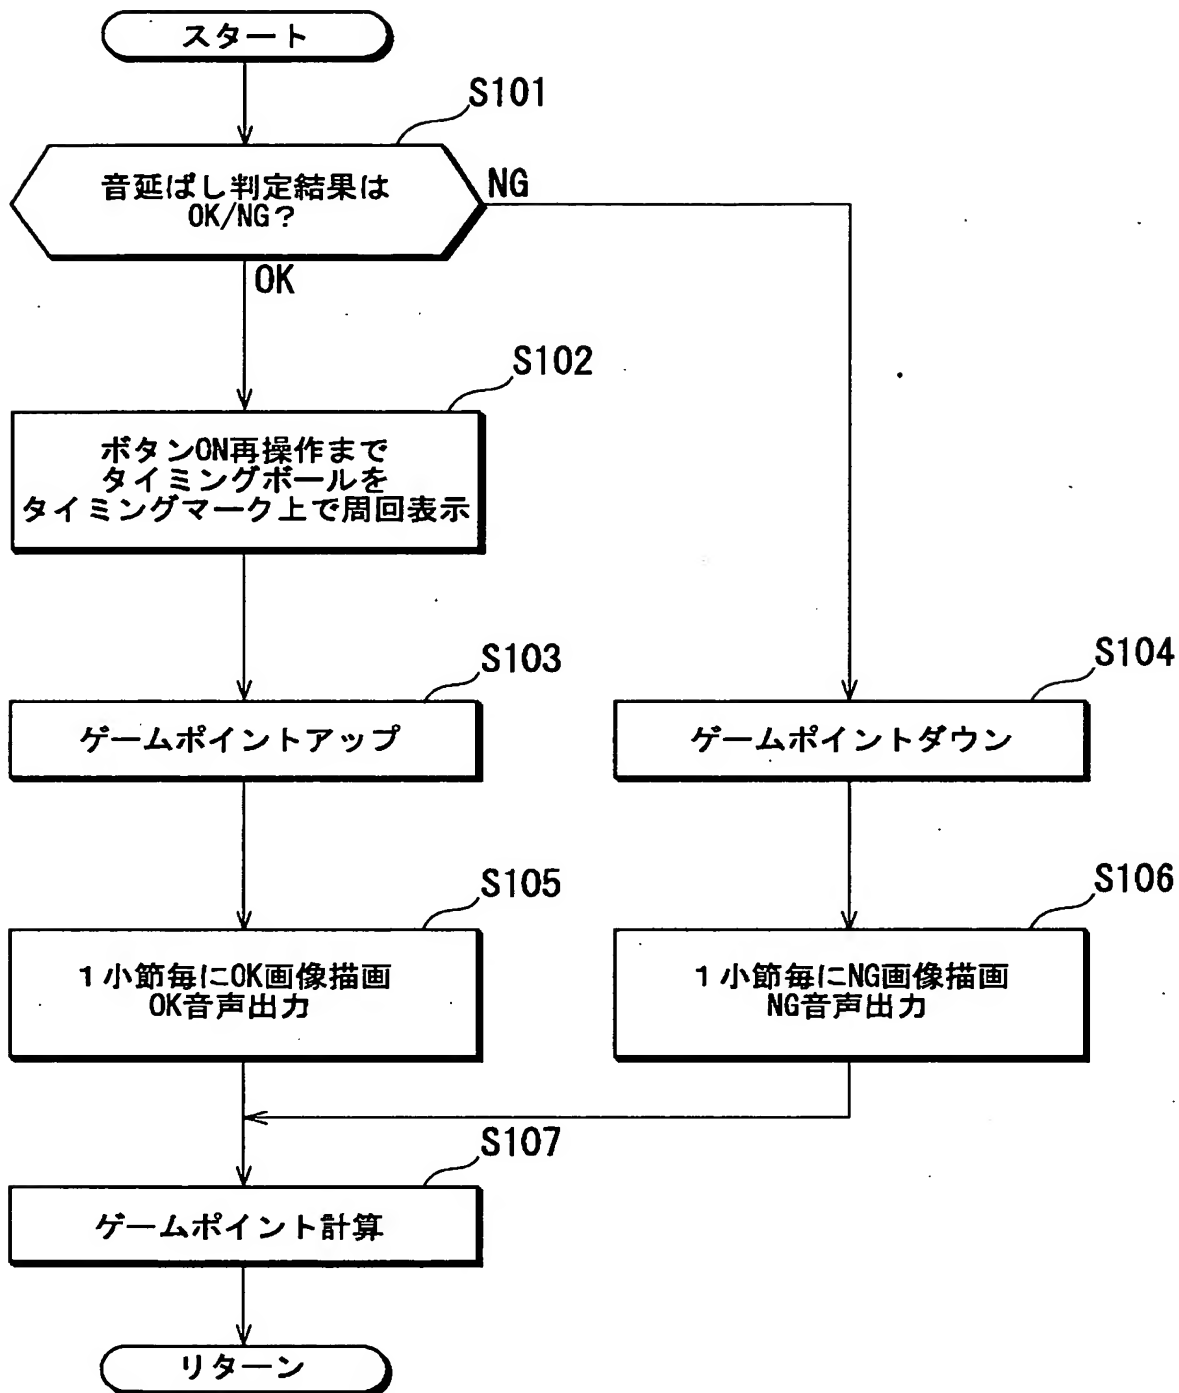 スタート
S101
音延ばし判定結果は
OK/NG?
NG
OK
S102
ボタンON再操作まで
タイミングボールを
タイミングマーク上で周回表示
S103
ゲームポイントアップ
S104
ゲームポイントダウン
S105
1小節毎にOK画像描画
OK音声出力
S106
1小節毎にNG画像描画
NG音声出力
S107
ゲームポイント計算
リターン